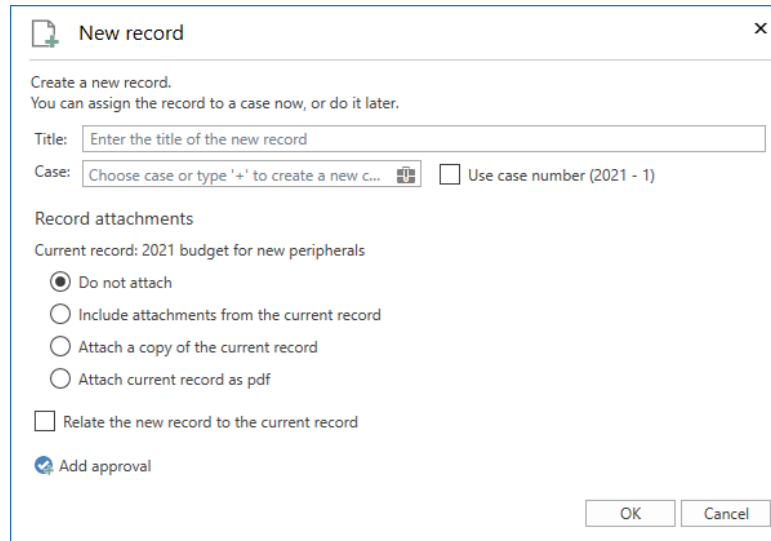 New record
Create a new record.
You can assign the record to a case now, or do it later.
Title: Enter the title of the new record
Case: Choose case or type '+' to create a new c... Use case number (2021 - 1)
Record attachments
Current record: 2021 budget for new peripherals
Do not attach
Include attachments from the current record
Attach a copy of the current record
Attach current record as pdf
Relate the new record to the current record
Add approval
OK Cancel